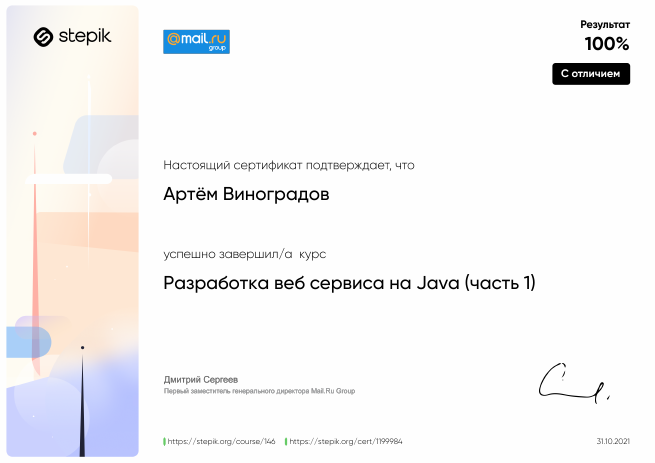 stepik
@mail.ru
group
Результат
100%
С отличием
Настоящий сертификат подтверждает, что
Артём Виноградов
успешно завершил/а курс
Разработка веб сервиса на Java (часть 1)
Дмитрий Сергеев
Первый заместитель генерального директора Mail.Ru Group
https://stepik.org/course/146 https://stepik.org/cert/1199984
31.10.2021